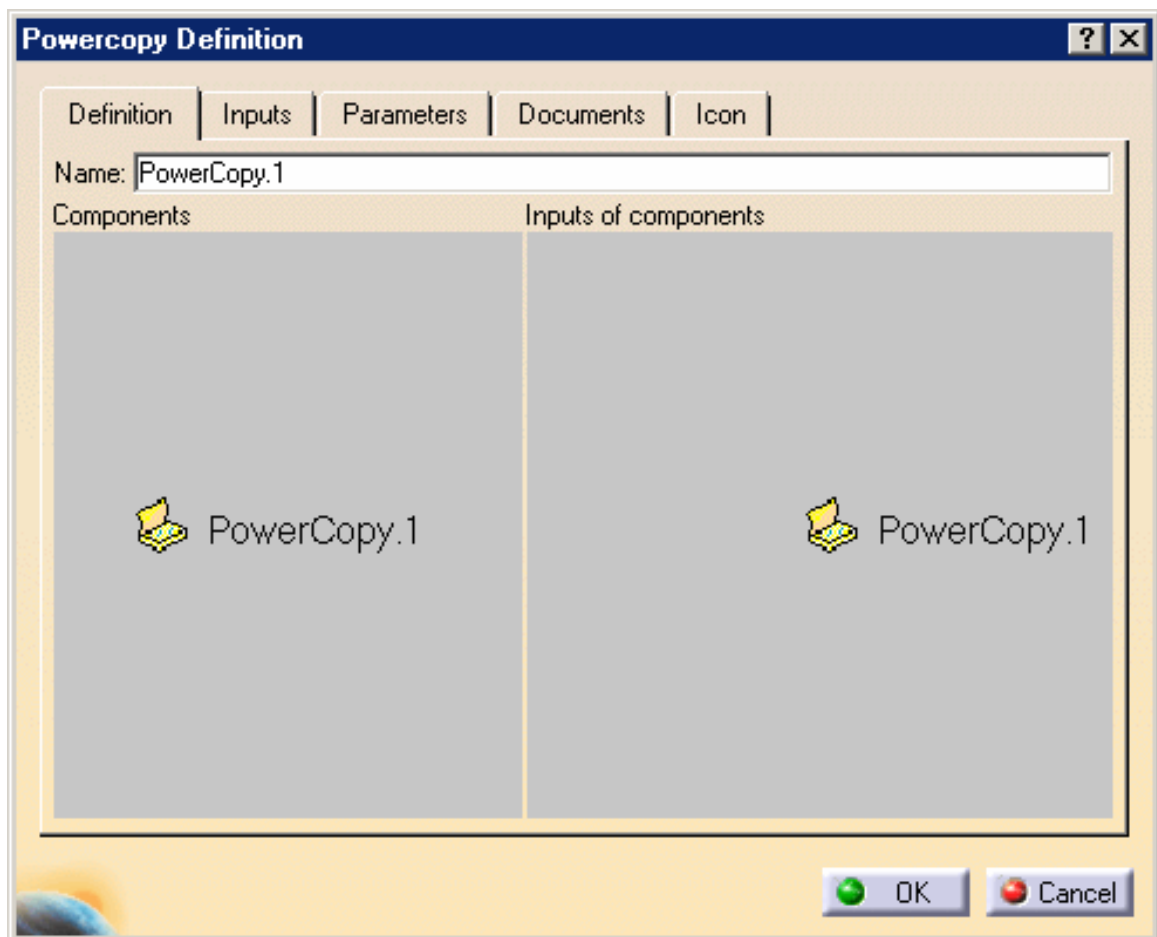 Powercopy Definition
Definition Inputs Parameters Documents Icon
Name: PowerCopy.1
Components Inputs of components
PowerCopy.1 PowerCopy.1
OK Cancel